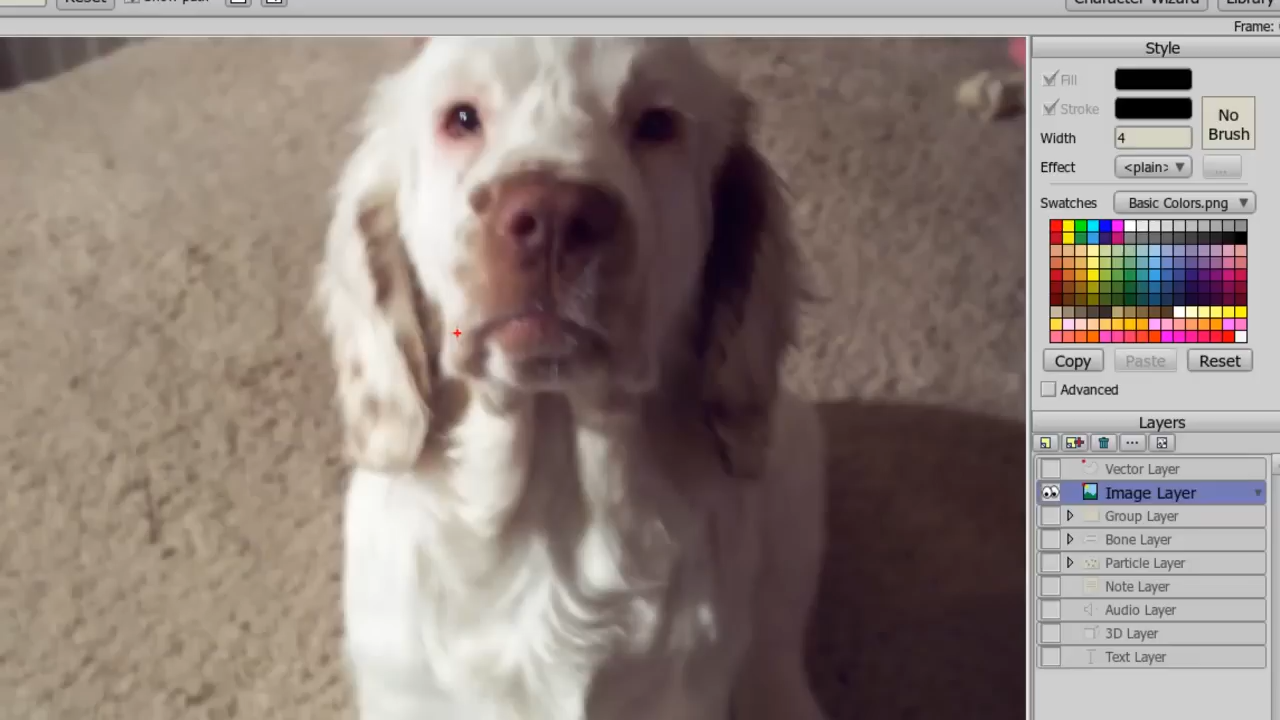 Reset
Show path
Character Wizard
Library
Frame:
Style
Fill
Stroke
No
Brush
Width
4
Effect
<plain>
...
Swatches
Basic Colors.png
Copy
Paste
Reset
Advanced
Layers
Vector Layer
Image Layer
Group Layer
Bone Layer
Particle Layer
Note Layer
Audio Layer
3D Layer
Text Layer